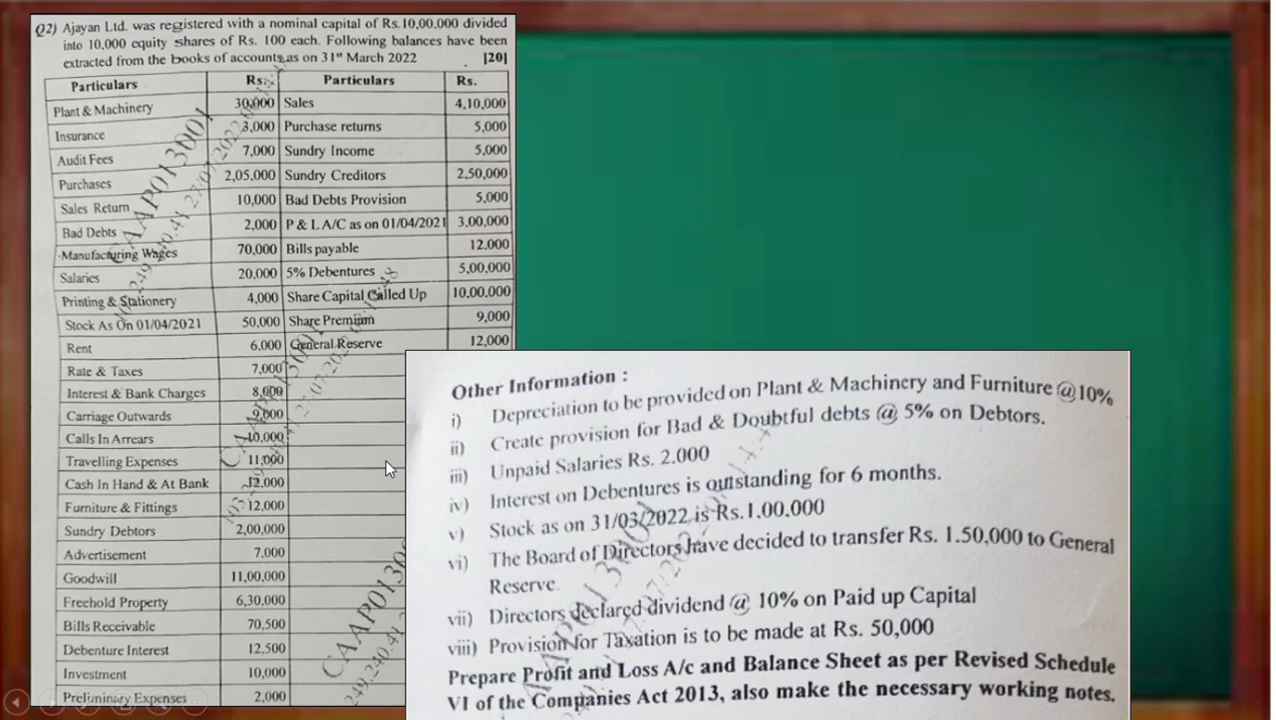 Q2) Ajayan Ltd. was registered with a nominal capital of Rs.10,00.000 divided
into 10,000 equity shares of Rs. 100 each. Following balances have been
extracted from the books of accounts as on 31st March 2022 [20]
Particulars Rs. Particulars Rs.
Plant & Machinery 30,000 Sales 4,10,000
Insurance 3,000 Purchase returns 5,000
Audit Fees 7,000 Sundry Income 5,000
Purchases 2,05,000 Sundry Creditors 2,50,000
Sales Return 10,000 Bad Debts Provision 5,000
Bad Debts 2,000 P & L A/C as on 01/04/2021 3,00,000
Manufacturing Wages 70,000 Bills payable 12.000
Salaries 20,000 5% Debentures 5,00,000
Printing & Stationery 4,000 Share Capital Called Up 10,00.000
Stock As On 01/04/2021 50,000 Share Premium 9,000
Rent 6,000 General Reserve 12,000
Rate & Taxes 7,000
Interest & Bank Charges 8,000
Carriage Outwards 9,000
Calls In Arrears 10,000
Travelling Expenses 11,000
Cash In Hand & At Bank 12,000
Furniture & Fittings 12,000
Sundry Debtors 2,00,000
Advertisement 7,000
Goodwill 11,00,000
Freehold Property 6,30,000
Bills Receivable 70,500
Debenture Interest 12,500
Investment 10,000
Preliminary Expenses 2,000
Other Information :
i) Depreciation to be provided on Plant & Machinery and Furniture @10%
ii) Create provision for Bad & Doubtful debts @ 5% on Debtors.
iii) Unpaid Salaries Rs. 2.000
iv) Interest on Debentures is outstanding for 6 months.
v) Stock as on 31/03/2022 is Rs.1.00.000
vi) The Board of Directors have decided to transfer Rs. 1.50,000 to General
Reserve.
vii) Directors declared dividend @ 10% on Paid up Capital
viii) Provision for Taxation is to be made at Rs. 50,000
Prepare Profit and Loss A/c and Balance Sheet as per Revised Schedule
VI of the Companies Act 2013, also make the necessary working notes.